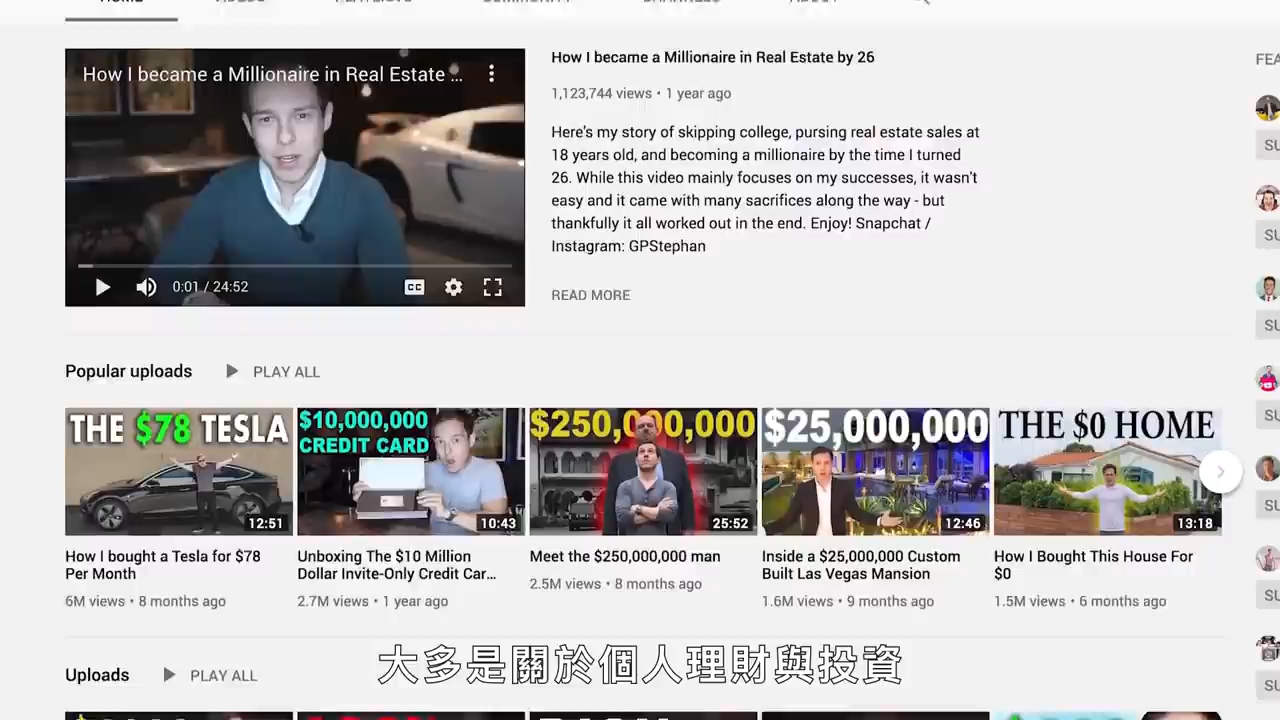 How I became a Millionaire in Real Estate ...
0:01 / 24:52
CC
How I became a Millionaire in Real Estate by 26
1,123,744 views • 1 year ago
Here's my story of skipping college, pursing real estate sales at
18 years old, and becoming a millionaire by the time I turned
26. While this video mainly focuses on my successes, it wasn't
easy and it came with many sacrifices along the way - but
thankfully it all worked out in the end. Enjoy! Snapchat /
Instagram: GPStephan
READ MORE
Popular uploads
PLAY ALL
THE $78 TESLA
12:51
How I bought a Tesla for $78
Per Month
6M views • 8 months ago
$10,000,000
CREDIT CARD
10:43
Unboxing The $10 Million
Dollar Invite-Only Credit Car...
2.7M views • 1 year ago
$250,000,000
25:52
Meet the $250,000,000 man
2.5M views • 8 months ago
$25,000,000
12:46
Inside a $25,000,000 Custom
Built Las Vegas Mansion
1.6M views • 9 months ago
THE $0 HOME
13:18
How I Bought This House For
$0
1.5M views • 6 months ago
大多是關於個人理財與投資
Uploads
PLAY ALL
FEA
SU
SU
SU
SU
SU
SU
SU
SU